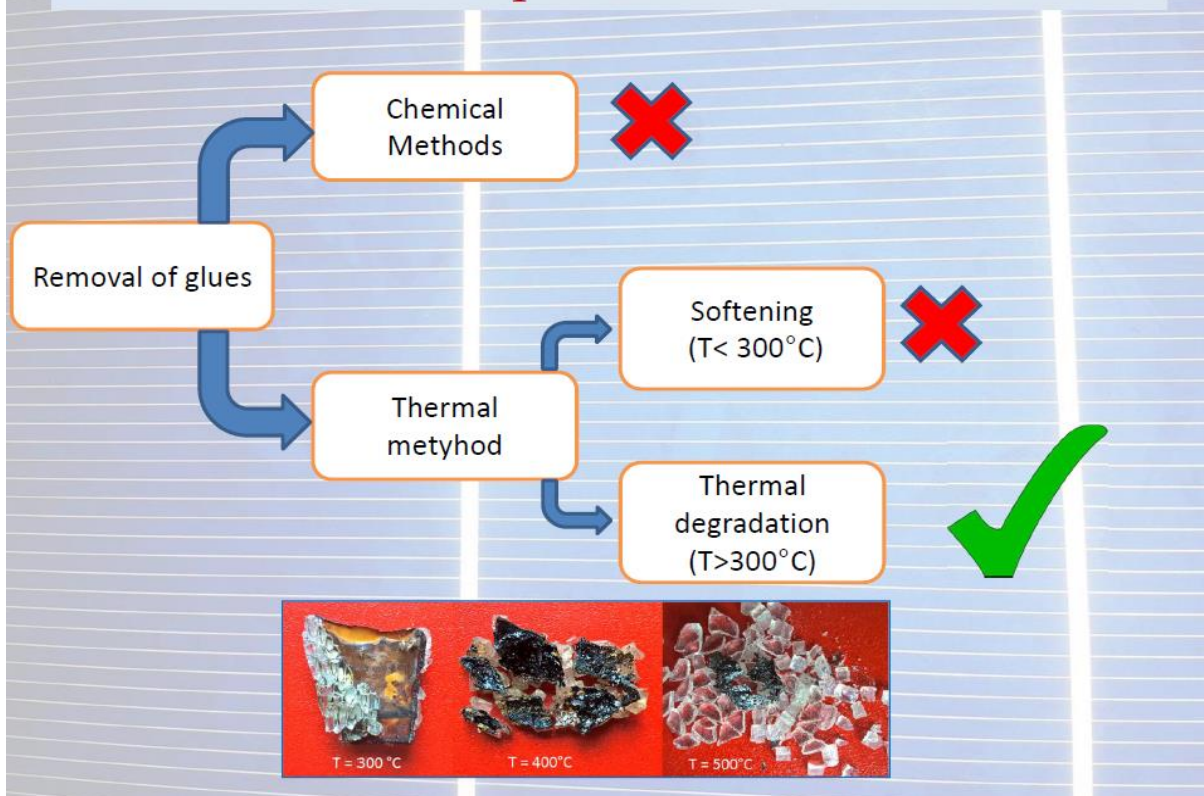 Chemical
Methods
Removal of glues
Softening
(T< 300°C)
Thermal
metyhod
Thermal
degradation
(T>300°C)
T = 300 °C
T = 400°C
T = 500°C